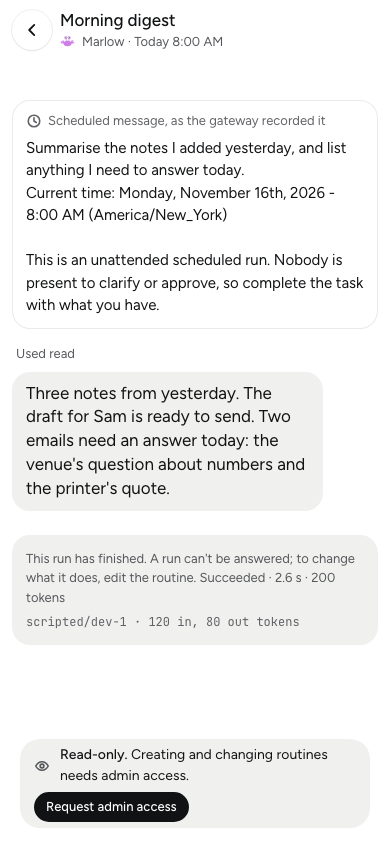 Morning digest
Marlow · Today 8:00 AM
Scheduled message, as the gateway recorded it
Summarise the notes I added yesterday, and list
anything I need to answer today.
Current time: Monday, November 16th, 2026 -
8:00 AM (America/New_York)
This is an unattended scheduled run. Nobody is
present to clarify or approve, so complete the task
with what you have.
Used read
Three notes from yesterday. The
draft for Sam is ready to send. Two
emails need an answer today: the
venue's question about numbers and
the printer's quote.
This run has finished. A run can't be answered; to change
what it does, edit the routine. Succeeded · 2.6 s · 200
tokens
scripted/dev-1 · 120 in, 80 out tokens
Read-only. Creating and changing routines
needs admin access.
Request admin access